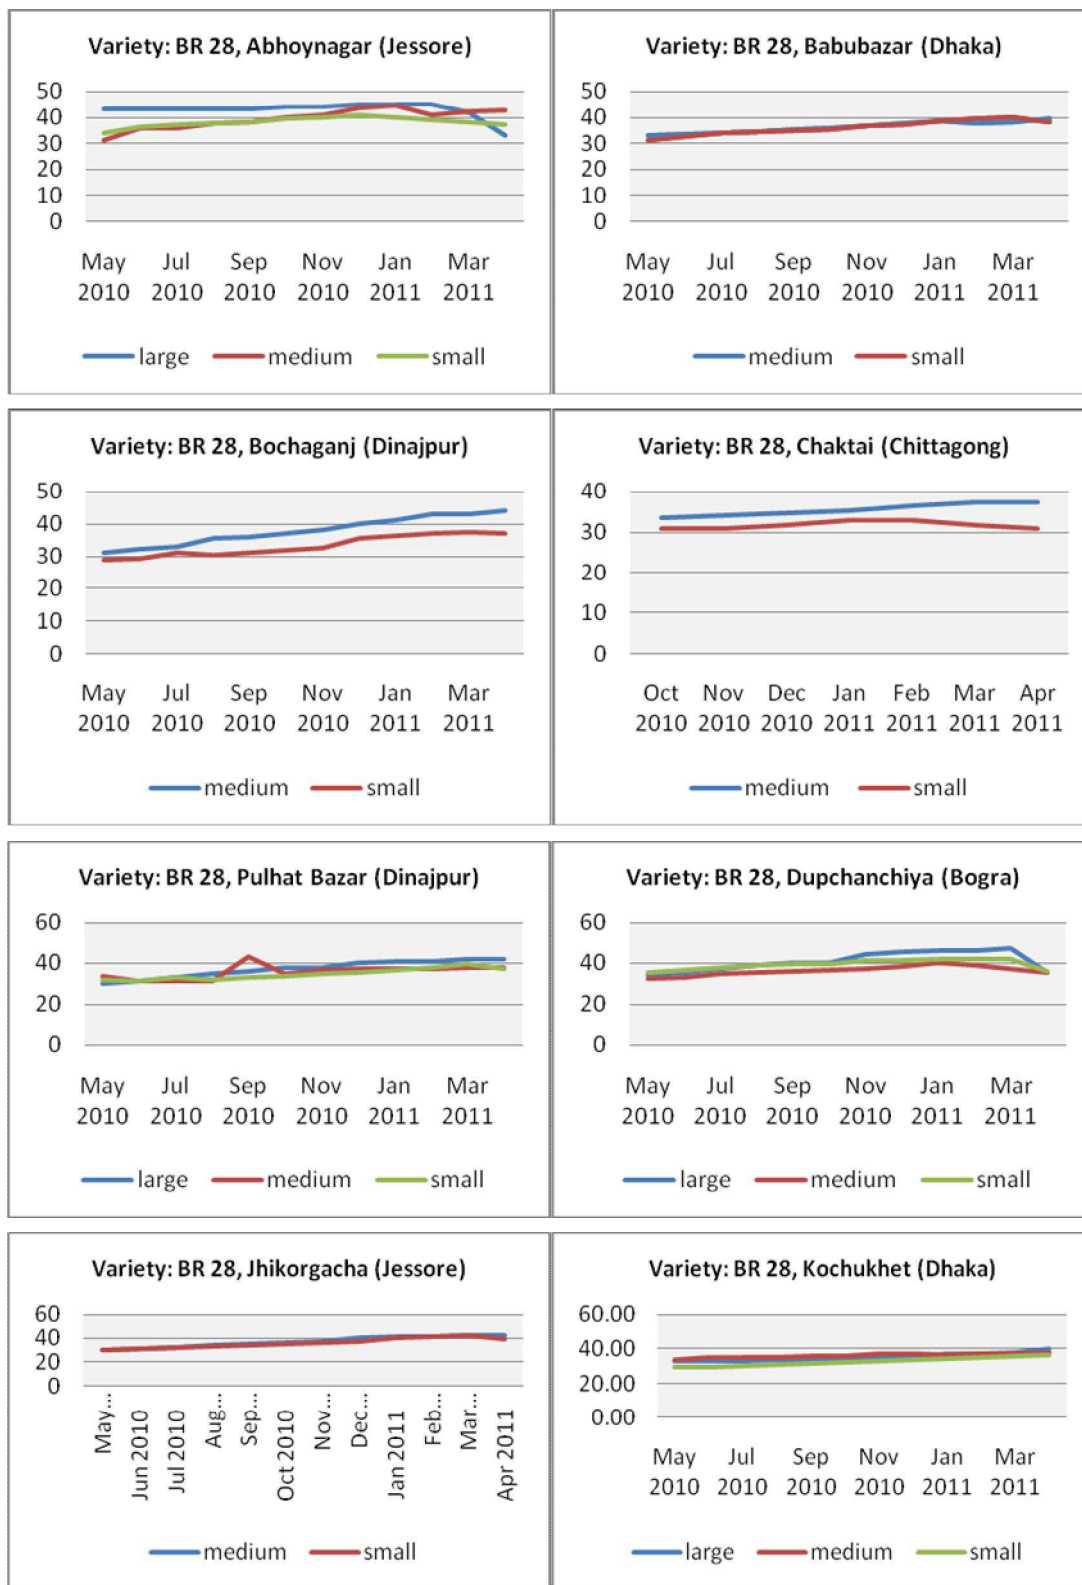 Variety: BR 28, Abhoynagar (Jessore)
50
40
30
20
10
0
May Jul Sep Nov Jan Mar
2010 2010 2010 2010 2011 2011
large medium small
Variety: BR 28, Babubazar (Dhaka)
50
40
30
20
10
0
May Jul Sep Nov Jan Mar
2010 2010 2010 2010 2011 2011
medium small
Variety: BR 28, Bochaganj (Dinajpur)
50
40
30
20
10
0
May Jul Sep Nov Jan Mar
2010 2010 2010 2010 2011 2011
medium small
Variety: BR 28, Chaktai (Chittagong)
40
30
20
10
0
Oct Nov Dec Jan Feb Mar Apr
2010 2010 2010 2011 2011 2011 2011
medium small
Variety: BR 28, Pulhat Bazar (Dinajpur)
60
40
20
0
May Jul Sep Nov Jan Mar
2010 2010 2010 2010 2011 2011
large medium small
Variety: BR 28, Dupchanchiya (Bogra)
60
40
20
0
May Jul Sep Nov Jan Mar
2010 2010 2010 2010 2011 2011
large medium small
Variety: BR 28, Jhikorgacha (Jessore)
60
40
20
0
May...
Jun 2010
Jul 2010
Aug...
Sep...
Oct 2010
Nov...
Dec...
Jan 2011
Feb...
Mar...
Apr 2011
medium small
Variety: BR 28, Kochukhet (Dhaka)
60.00
40.00
20.00
0.00
May Jul Sep Nov Jan Mar
2010 2010 2010 2010 2011 2011
large medium small